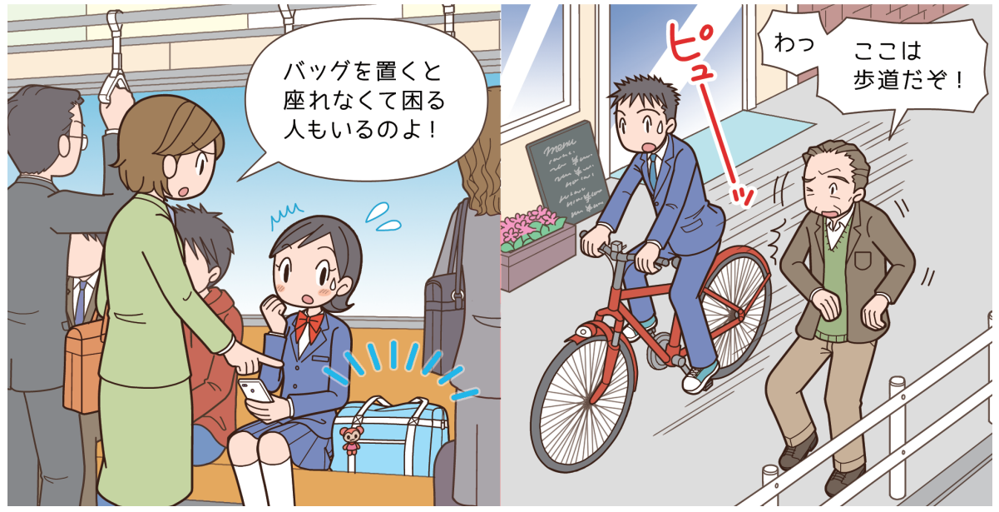 バッグを置くと
座れなくて困る
人もいるのよ！
ピューッ
わっ
ここは
歩道だぞ！
menu